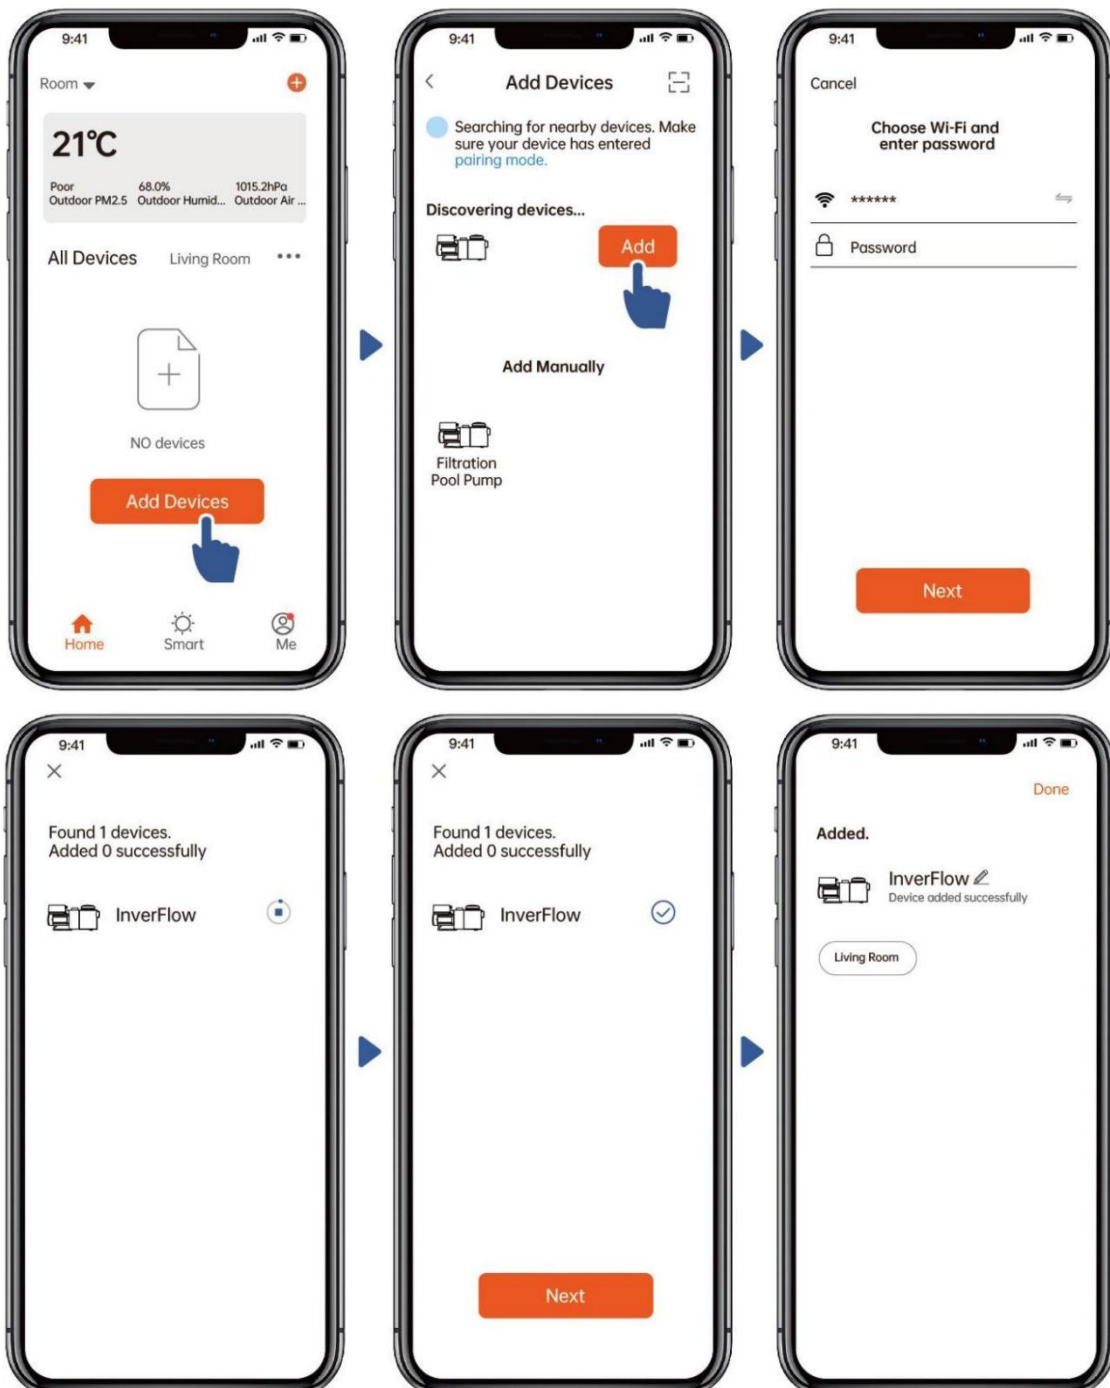 9:41
Room
21°C
Poor
Outdoor PM2.5
68.0%
Outdoor Humid...
1015.2hPa
Outdoor Air ...
All Devices
Living Room
NO devices
Add Devices
Home
Smart
Me
9:41
Add Devices
Searching for nearby devices. Make
sure your device has entered
pairing mode.
Discovering devices...
Add
Add Manually
Filtration
Pool Pump
9:41
Cancel
Choose Wi-Fi and
enter password
******
Password
Next
9:41
Found 1 devices.
Added 0 successfully
InverFlow
9:41
Found 1 devices.
Added 0 successfully
InverFlow
Next
9:41
Done
Added.
InverFlow
Device added successfully
Living Room